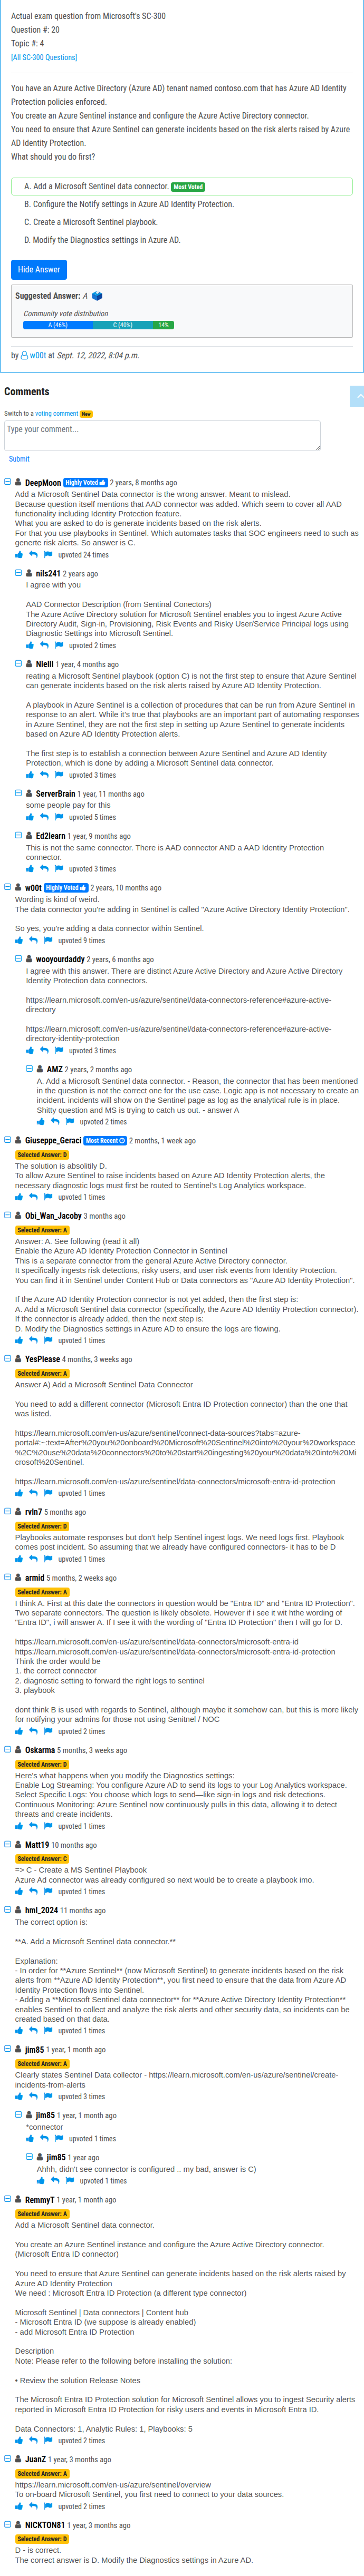 Actual exam question from Microsoft's SC-300
Question #: 20
Topic #: 4
[All SC-300 Questions]
You have an Azure Active Directory (Azure AD) tenant named contoso.com that has Azure AD Identity
Protection policies enforced.
You create an Azure Sentinel instance and configure the Azure Active Directory connector.
You need to ensure that Azure Sentinel can generate incidents based on the risk alerts raised by Azure
AD Identity Protection.
What should you do first?
A. Add a Microsoft Sentinel data connector. Most Voted
B. Configure the Notify settings in Azure AD Identity Protection.
C. Create a Microsoft Sentinel playbook.
D. Modify the Diagnostics settings in Azure AD.
Hide Answer
Suggested Answer: A
Community vote distribution
A (46%) C (40%) 14%
by w00t at Sept. 12, 2022, 8:04 p.m.
Comments
Switch to a voting comment New
Type your comment...
Submit
DeepMoon Highly Voted 2 years, 8 months ago
Add a Microsoft Sentinel Data connector is the wrong answer. Meant to mislead.
Because question itself mentions that AAD connector was added. Which seem to cover all AAD
functionality including Identity Protection feature.
What you are asked to do is generate incidents based on the risk alerts.
For that you use playbooks in Sentinel. Which automates tasks that SOC engineers need to such as
generte risk alerts. So answer is C.
upvoted 24 times
nils241 2 years ago
I agree with you
AAD Connector Description (from Sentinal Conectors)
The Azure Active Directory solution for Microsoft Sentinel enables you to ingest Azure Active
Directory Audit, Sign-in, Provisioning, Risk Events and Risky User/Service Principal logs using
Diagnostic Settings into Microsoft Sentinel.
upvoted 2 times
Nielll 1 year, 4 months ago
reating a Microsoft Sentinel playbook (option C) is not the first step to ensure that Azure Sentinel
can generate incidents based on the risk alerts raised by Azure AD Identity Protection.
A playbook in Azure Sentinel is a collection of procedures that can be run from Azure Sentinel in
response to an alert. While it's true that playbooks are an important part of automating responses
in Azure Sentinel, they are not the first step in setting up Azure Sentinel to generate incidents
based on Azure AD Identity Protection alerts.
The first step is to establish a connection between Azure Sentinel and Azure AD Identity
Protection, which is done by adding a Microsoft Sentinel data connector.
upvoted 3 times
ServerBrain 1 year, 11 months ago
some people pay for this
upvoted 5 times
Ed2learn 1 year, 9 months ago
This is not the same connector. There is AAD connector AND a AAD Identity Protection
connector.
upvoted 3 times
w00t Highly Voted 2 years, 10 months ago
Wording is kind of weird.
The data connector you're adding in Sentinel is called "Azure Active Directory Identity Protection".
So yes, you're adding a data connector within Sentinel.
upvoted 9 times
wooyourdaddy 2 years, 6 months ago
I agree with this answer. There are distinct Azure Active Directory and Azure Active Directory
Identity Protection data connectors.
https://learn.microsoft.com/en-us/azure/sentinel/data-connectors-reference#azure-active-
directory
https://learn.microsoft.com/en-us/azure/sentinel/data-connectors-reference#azure-active-
directory-identity-protection
upvoted 3 times
AMZ 2 years, 2 months ago
A. Add a Microsoft Sentinel data connector. - Reason, the connector that has been mentioned
in the question is not the correct one for the use case. Logic app is not necessary to create an
incident. incidents will show on the Sentinel page as log as the analytical rule is in place.
Shitty question and MS is trying to catch us out. - answer A
upvoted 2 times
Giuseppe_Geraci Most Recent 2 months, 1 week ago
Selected Answer: D
The solution is absolitily D.
To allow Azure Sentinel to raise incidents based on Azure AD Identity Protection alerts, the
necessary diagnostic logs must first be routed to Sentinel's Log Analytics workspace.
upvoted 1 times
Obi_Wan_Jacoby 3 months ago
Selected Answer: A
Answer: A. See following (read it all)
Enable the Azure AD Identity Protection Connector in Sentinel
This is a separate connector from the general Azure Active Directory connector.
It specifically ingests risk detections, risky users, and user risk events from Identity Protection.
You can find it in Sentinel under Content Hub or Data connectors as "Azure AD Identity Protection".
If the Azure AD Identity Protection connector is not yet added, then the first step is:
A. Add a Microsoft Sentinel data connector (specifically, the Azure AD Identity Protection connector).
If the connector is already added, then the next step is:
D. Modify the Diagnostics settings in Azure AD to ensure the logs are flowing.
upvoted 1 times
YesPlease 4 months, 3 weeks ago
Selected Answer: A
Answer A) Add a Microsoft Sentinel Data Connector
You need to add a different connector (Microsoft Entra ID Protection connector) than the one that
was listed.
https://learn.microsoft.com/en-us/azure/sentinel/connect-data-sources?tabs=azure-
portal#:~:text=After%20you%20onboard%20Microsoft%20Sentinel%20into%20your%20workspace
%2C%20use%20data%20connectors%20to%20start%20ingesting%20your%20data%20into%20Mi
crosoft%20Sentinel.
https://learn.microsoft.com/en-us/azure/sentinel/data-connectors/microsoft-entra-id-protection
upvoted 1 times
rvln7 5 months ago
Selected Answer: D
Playbooks automate responses but don't help Sentinel ingest logs. We need logs first. Playbook
comes post incident. So assuming that we already have configured connectors- it has to be D
upvoted 1 times
armid 5 months, 2 weeks ago
Selected Answer: A
I think A. First at this date the connectors in question would be "Entra ID" and "Entra ID Protection".
Two separate connectors. The question is likely obsolete. However if i see it wit hthe wording of
"Entra ID", i will answer A. If I see it with the wording of "Entra ID Protection" then I will go for D.
https://learn.microsoft.com/en-us/azure/sentinel/data-connectors/microsoft-entra-id
https://learn.microsoft.com/en-us/azure/sentinel/data-connectors/microsoft-entra-id-protection
Think the order would be
1. the correct connector
2. diagnostic setting to forward the right logs to sentinel
3. playbook
dont think B is used with regards to Sentinel, although maybe it somehow can, but this is more likely
for notifying your admins for those not using Senitnel / NOC
upvoted 2 times
Oskarma 5 months, 3 weeks ago
Selected Answer: D
Here's what happens when you modify the Diagnostics settings:
Enable Log Streaming: You configure Azure AD to send its logs to your Log Analytics workspace.
Select Specific Logs: You choose which logs to send—like sign-in logs and risk detections.
Continuous Monitoring: Azure Sentinel now continuously pulls in this data, allowing it to detect
threats and create incidents.
upvoted 1 times
Matt19 10 months ago
Selected Answer: C
=> C - Create a MS Sentinel Playbook
Azure Ad connector was already configured so next would be to create a playbook imo.
upvoted 1 times
hml_2024 11 months ago
The correct option is:
**A. Add a Microsoft Sentinel data connector.**
Explanation:
- In order for **Azure Sentinel** (now Microsoft Sentinel) to generate incidents based on the risk
alerts from **Azure AD Identity Protection**, you first need to ensure that the data from Azure AD
Identity Protection flows into Sentinel.
- Adding a **Microsoft Sentinel data connector** for **Azure Active Directory Identity Protection**
enables Sentinel to collect and analyze the risk alerts and other security data, so incidents can be
created based on that data.
upvoted 1 times
jim85 1 year, 1 month ago
Selected Answer: A
Clearly states Sentinel Data collector - https://learn.microsoft.com/en-us/azure/sentinel/create-
incidents-from-alerts
upvoted 3 times
jim85 1 year, 1 month ago
*connector
upvoted 1 times
jim85 1 year ago
Ahhh, didn't see connector is configured .. my bad, answer is C)
upvoted 1 times
RemmyT 1 year, 1 month ago
Selected Answer: A
Add a Microsoft Sentinel data connector.
You create an Azure Sentinel instance and configure the Azure Active Directory connector.
(Microsoft Entra ID connector)
You need to ensure that Azure Sentinel can generate incidents based on the risk alerts raised by
Azure AD Identity Protection
We need : Microsoft Entra ID Protection (a different type connector)
Microsoft Sentinel | Data connectors | Content hub
- Microsoft Entra ID (we suppose is already enabled)
- add Microsoft Entra ID Protection
Description
Note: Please refer to the following before installing the solution:
• Review the solution Release Notes
The Microsoft Entra ID Protection solution for Microsoft Sentinel allows you to ingest Security alerts
reported in Microsoft Entra ID Protection for risky users and events in Microsoft Entra ID.
Data Connectors: 1, Analytic Rules: 1, Playbooks: 5
upvoted 2 times
JuanZ 1 year, 3 months ago
Selected Answer: A
https://learn.microsoft.com/en-us/azure/sentinel/overview
To on-board Microsoft Sentinel, you first need to connect to your data sources.
upvoted 2 times
NICKTON81 1 year, 3 months ago
Selected Answer: D
D - is correct.
The correct answer is D. Modify the Diagnostics settings in Azure AD.